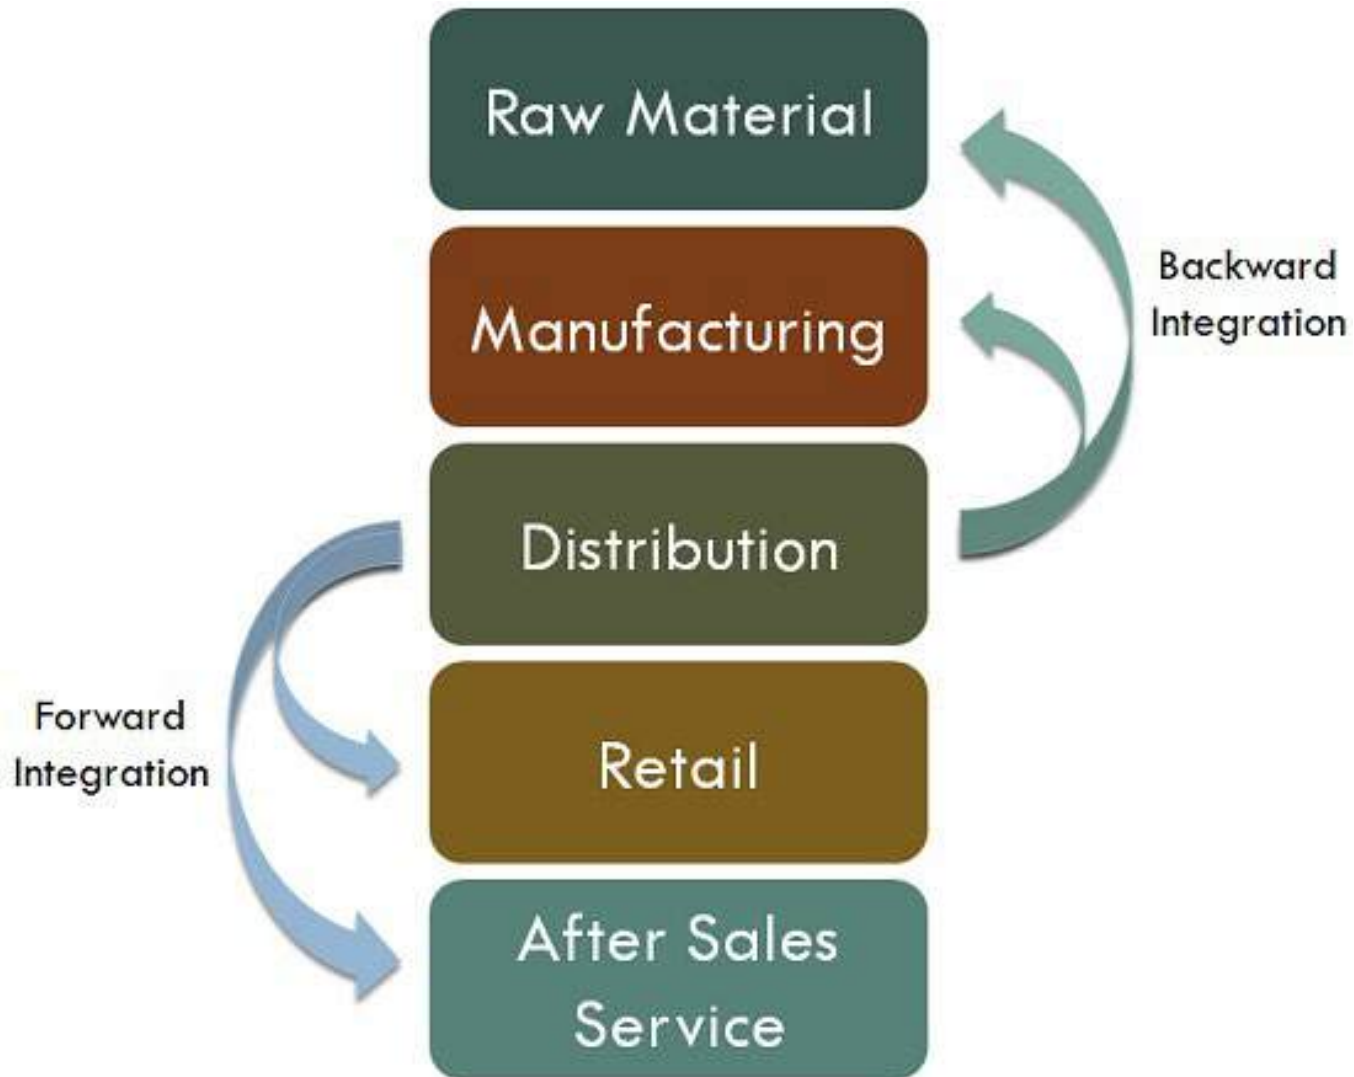 Raw Material
Manufacturing
Distribution
Retail
After Sales
Service
Backward
Integration
Forward
Integration